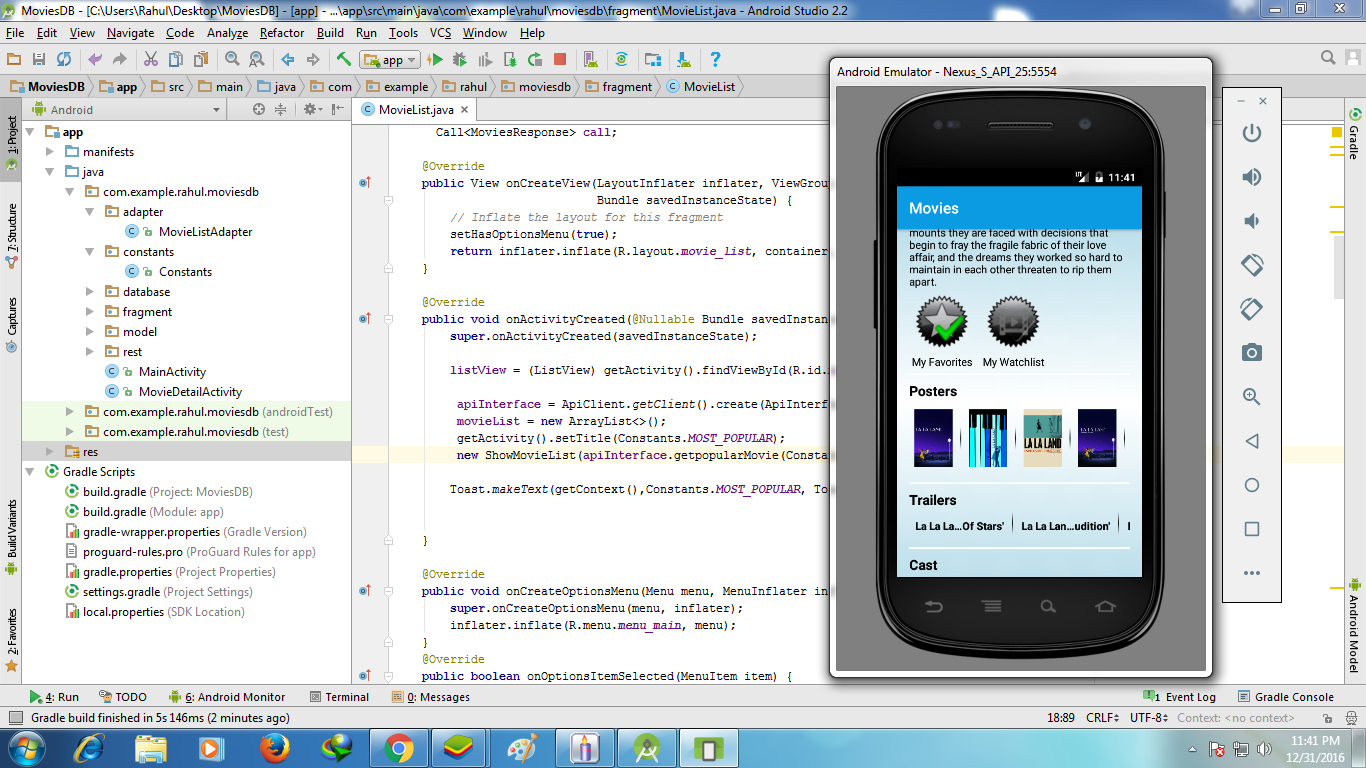 MoviesDB - [C:\Users\Rahul\Desktop\MoviesDB] - [app] - ...\app\src\main\java\com\example\rahul\moviesdb\fragment\MovieList.java - Android Studio 2.2
File Edit View Navigate Code Analyze Refactor Build Run Tools VCS Window Help
app
MoviesDB app src main java com example rahul moviesdb fragment MovieList
1: Project
7: Structure
Captures
Build Variants
2: Favorites
Android
app
manifests
java
com.example.rahul.moviesdb
adapter
MovieListAdapter
constants
Constants
database
fragment
model
rest
MainActivity
MovieDetailActivity
com.example.rahul.moviesdb (androidTest)
com.example.rahul.moviesdb (test)
res
Gradle Scripts
build.gradle (Project: MoviesDB)
build.gradle (Module: app)
gradle-wrapper.properties (Gradle Version)
proguard-rules.pro (ProGuard Rules for app)
gradle.properties (Project Properties)
settings.gradle (Project Settings)
local.properties (SDK Location)
MovieList.java
Call<MoviesResponse> call;
@Override
public View onCreateView(LayoutInflater inflater, ViewGroup
Bundle savedInstanceState) {
// Inflate the layout for this fragment
setHasOptionsMenu(true);
return inflater.inflate(R.layout.movie_list, container
}
@Override
public void onActivityCreated(@Nullable Bundle savedInstan
super.onActivityCreated(savedInstanceState);
listView = (ListView) getActivity().findViewById(R.id.
apiInterface = ApiClient.getClient().create(ApiInterf
movieList = new ArrayList<>();
getActivity().setTitle(Constants.MOST_POPULAR);
new ShowMovieList(apiInterface.getpopularMovie(Consta
Toast.makeText(getContext(),Constants.MOST_POPULAR, To
}
@Override
public void onCreateOptionsMenu(Menu menu, MenuInflater in
super.onCreateOptionsMenu(menu, inflater);
inflater.inflate(R.menu.menu_main, menu);
}
@Override
public boolean onOptionsItemSelected(MenuItem item) {
Android Emulator - Nexus_S_API_25:5554
LTE 11:41
Movies
mounts they are faced with decisions that
begin to fray the fragile fabric of their love
affair, and the dreams they worked so hard to
maintain in each other threaten to rip them
apart.
My Favorites My Watchlist
Posters
LA LA LAND
Trailers
La La La...Of Stars' La La Lan...udition'
Cast
Gradle
Android Model
4: Run TODO 6: Android Monitor Terminal 0: Messages 1 Event Log Gradle Console
Gradle build finished in 5s 146ms (2 minutes ago) 18:89 CRLF UTF-8 Context: <no context>
11:41 PM
12/31/2016